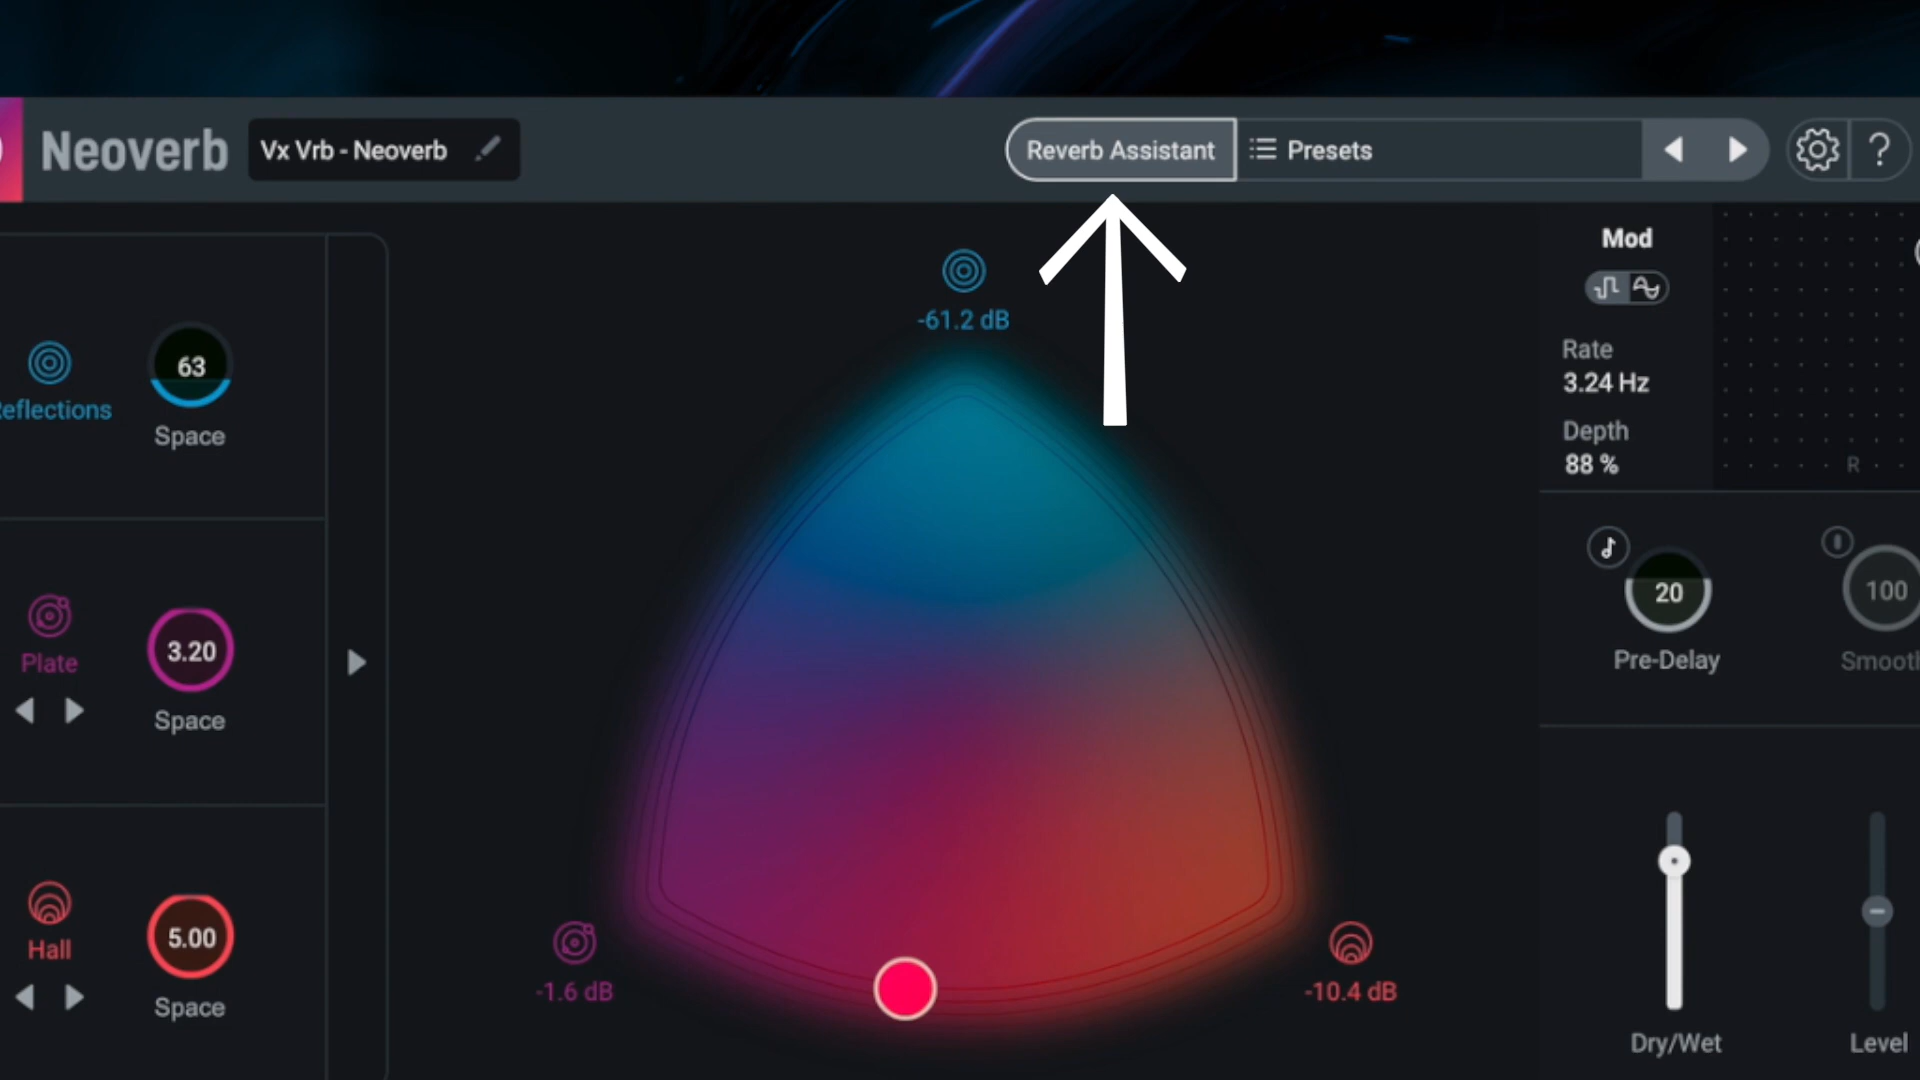 Neoverb
Vx Vrb - Neoverb
Reverb Assistant
Presets
?
Mod
-61.2 dB
Rate
3.24 Hz
63
eflections
Space
Depth
88 %
R
20
100
Pre-Delay
Smooth
3.20
Plate
Space
5.00
Hall
Space
-1.6 dB
-10.4 dB
Dry/Wet
Level